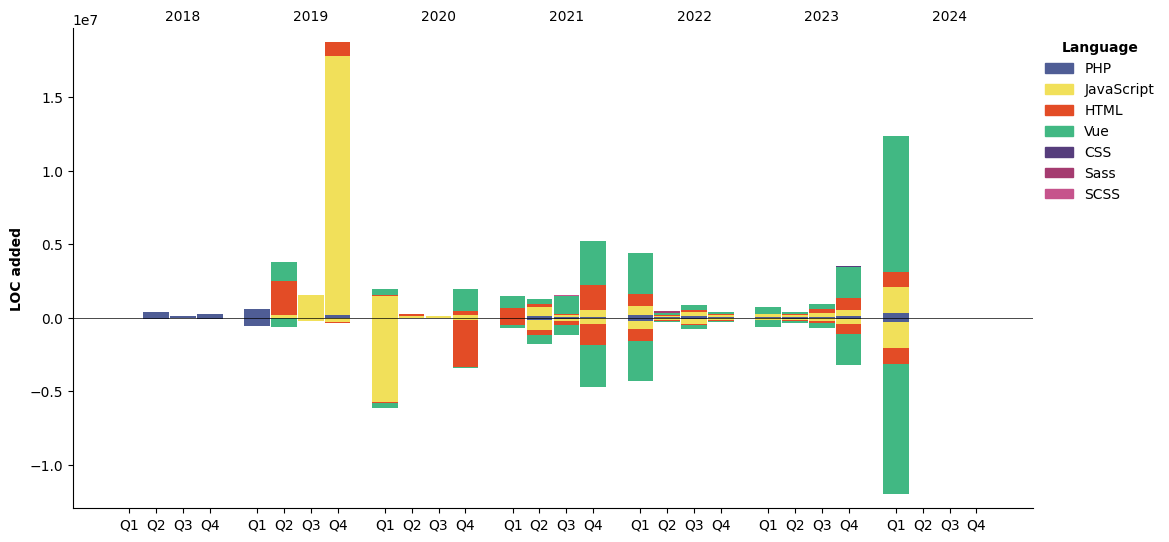 1e7
2018 2019 2020 2021 2022 2023 2024
Language
PHP
JavaScript
HTML
Vue
CSS
Sass
SCSS
LOC added
1.5
1.0
0.5
0.0
−0.5
−1.0
Q1 Q2 Q3 Q4 Q1 Q2 Q3 Q4 Q1 Q2 Q3 Q4 Q1 Q2 Q3 Q4 Q1 Q2 Q3 Q4 Q1 Q2 Q3 Q4 Q1 Q2 Q3 Q4